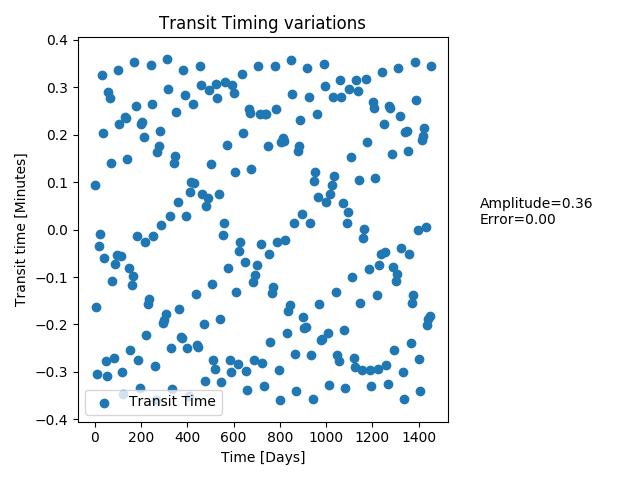 Transit Timing variations
0.4
0.3
0.2
0.1
0.0
−0.1
−0.2
−0.3
−0.4
Transit time [Minutes]
Amplitude=0.36
Error=0.00
Transit Time
0 200 400 600 800 1000 1200 1400
Time [Days]